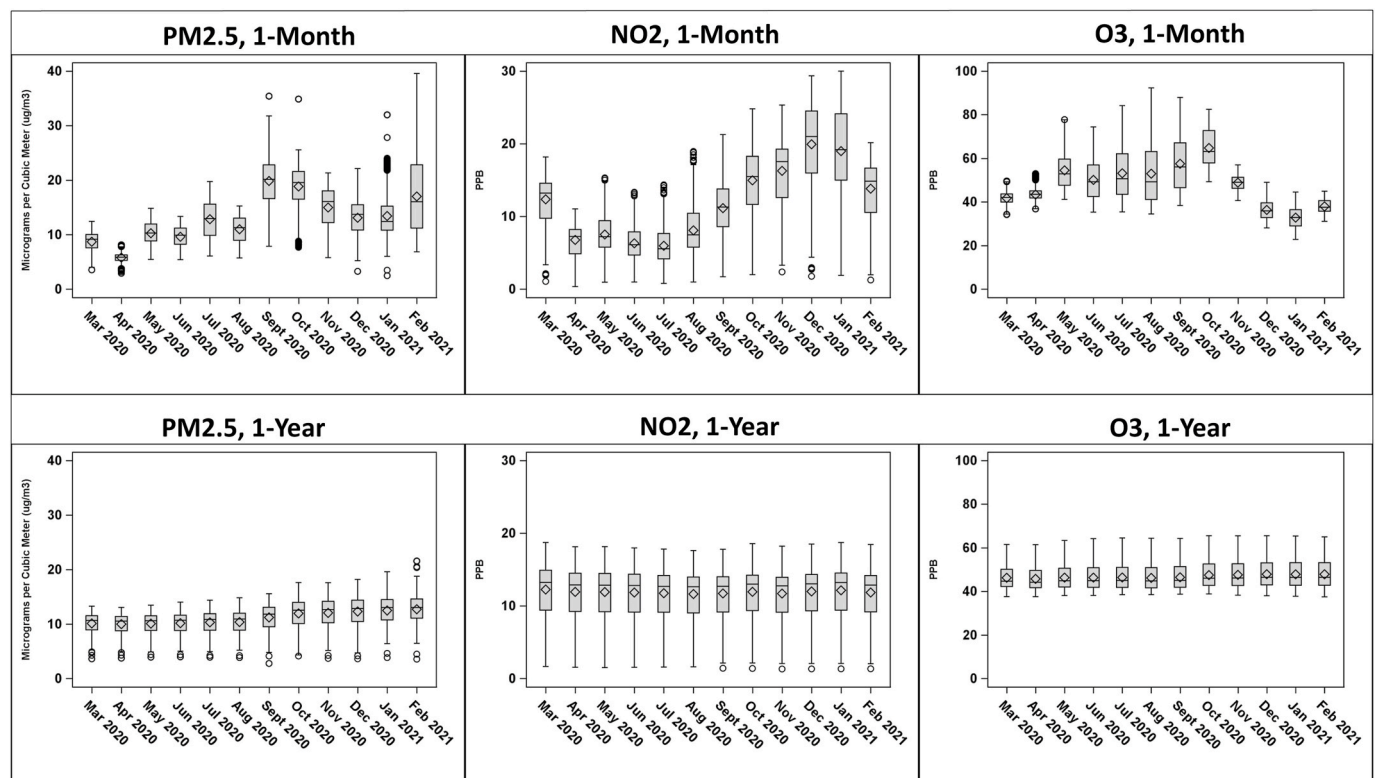 PM2.5, 1-Month
Micrograms per Cubic Meter (ug/m3)
40
30
20
10
0
Mar 2020
Apr 2020
May 2020
Jun 2020
Jul 2020
Aug 2020
Sept 2020
Oct 2020
Nov 2020
Dec 2020
Jan 2021
Feb 2021
NO2, 1-Month
PPB
30
20
10
0
Mar 2020
Apr 2020
May 2020
Jun 2020
Jul 2020
Aug 2020
Sept 2020
Oct 2020
Nov 2020
Dec 2020
Jan 2021
Feb 2021
O3, 1-Month
PPB
100
80
60
40
20
0
Mar 2020
Apr 2020
May 2020
Jun 2020
Jul 2020
Aug 2020
Sept 2020
Oct 2020
Nov 2020
Dec 2020
Jan 2021
Feb 2021
PM2.5, 1-Year
Micrograms per Cubic Meter (ug/m3)
40
30
20
10
0
Mar 2020
Apr 2020
May 2020
Jun 2020
Jul 2020
Aug 2020
Sept 2020
Oct 2020
Nov 2020
Dec 2020
Jan 2021
Feb 2021
NO2, 1-Year
PPB
30
20
10
0
Mar 2020
Apr 2020
May 2020
Jun 2020
Jul 2020
Aug 2020
Sept 2020
Oct 2020
Nov 2020
Dec 2020
Jan 2021
Feb 2021
O3, 1-Year
PPB
100
80
60
40
20
0
Mar 2020
Apr 2020
May 2020
Jun 2020
Jul 2020
Aug 2020
Sept 2020
Oct 2020
Nov 2020
Dec 2020
Jan 2021
Feb 2021